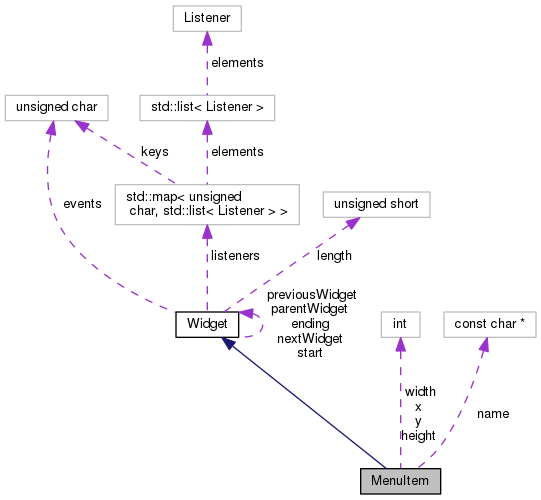 Listener
elements
unsigned char
std::list< Listener >
keys
elements
std::map< unsigned
char, std::list< Listener > >
unsigned short
events
listeners
length
previousWidget
parentWidget
ending
nextWidget
start
Widget
int
const char *
width
x
y
height
name
MenuItem